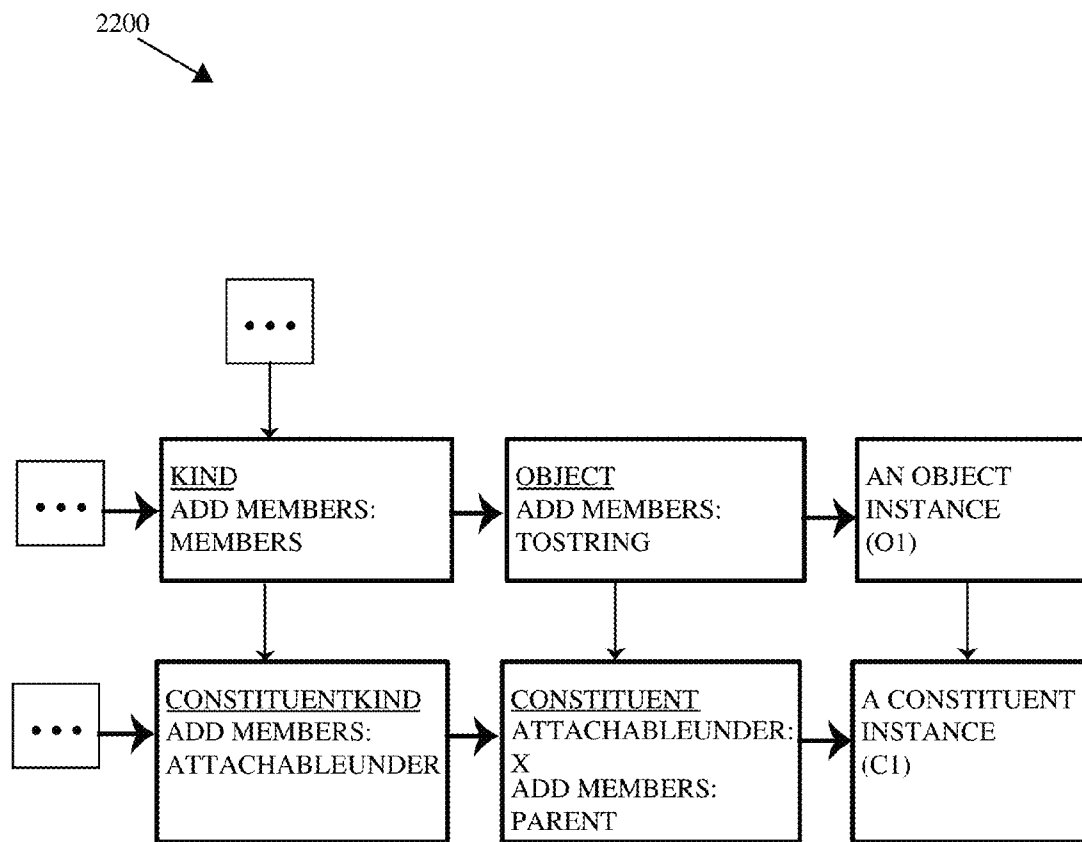 2200
KIND
ADD MEMBERS:
MEMBERS
OBJECT
ADD MEMBERS:
TOSTRING
AN OBJECT
INSTANCE
(O1)
CONSTITUENTKIND
ADD MEMBERS:
ATTACHABLEUNDER
CONSTITUENT
ATTACHABLEUNDER:
X
ADD MEMBERS:
PARENT
A CONSTITUENT
INSTANCE
(C1)